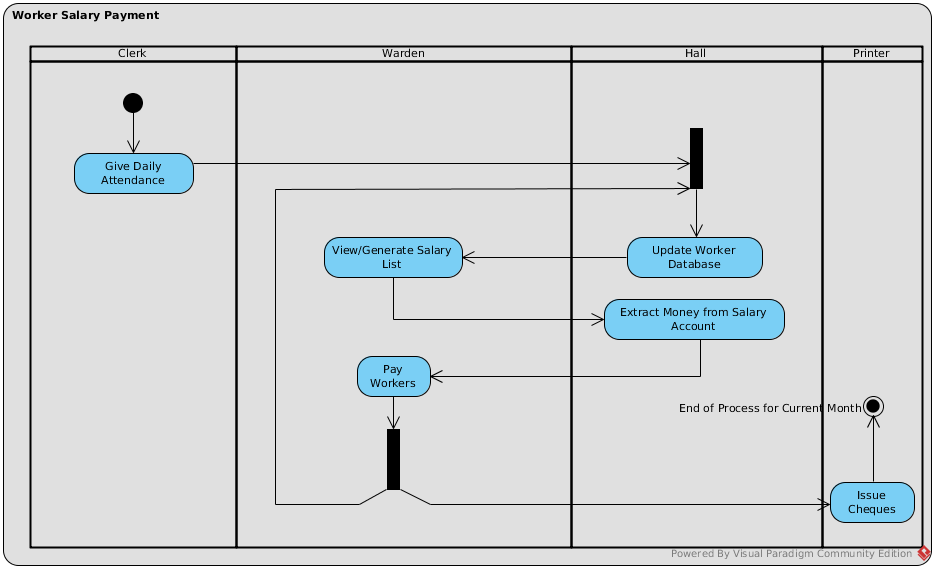 Worker Salary Payment
Clerk
Warden
Hall
Printer
Give Daily
Attendance
View/Generate Salary
List
Update Worker
Database
Extract Money from Salary
Account
Pay
Workers
End of Process for Current Month
Issue
Cheques
Powered By Visual Paradigm Community Edition